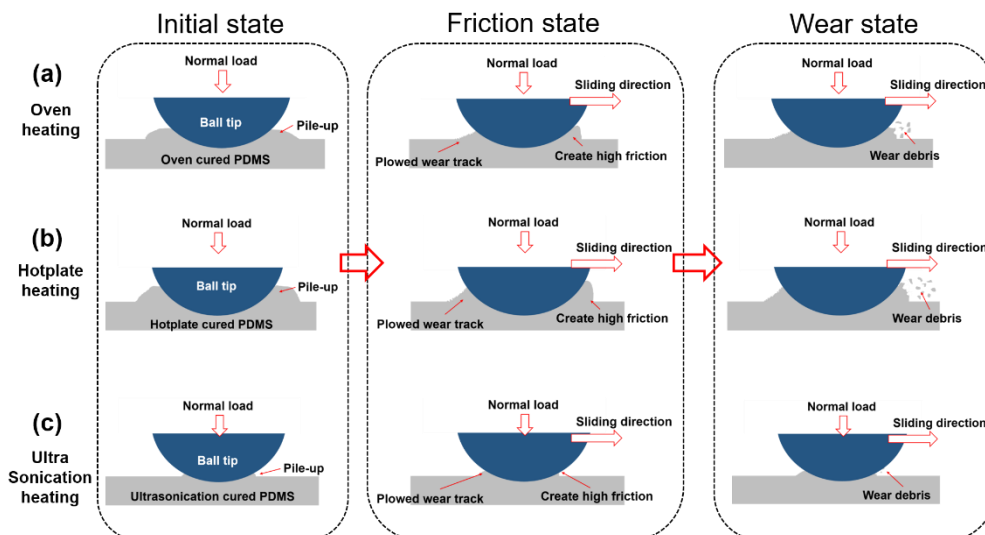 Initial state
Friction state
Wear state
(a)
Oven
heating
Normal load
Ball tip
Pile-up
Oven cured PDMS
Normal load
Sliding direction
Plowed wear track
Create high friction
Normal load
Sliding direction
Wear debris
(b)
Hotplate
heating
Normal load
Ball tip
Pile-up
Hotplate cured PDMS
Normal load
Sliding direction
Plowed wear track
Create high friction
Normal load
Sliding direction
Wear debris
(c)
Ultra
Sonication
heating
Normal load
Ball tip
Pile-up
Ultrasonication cured PDMS
Normal load
Sliding direction
Plowed wear track
Create high friction
Normal load
Sliding direction
Wear debris